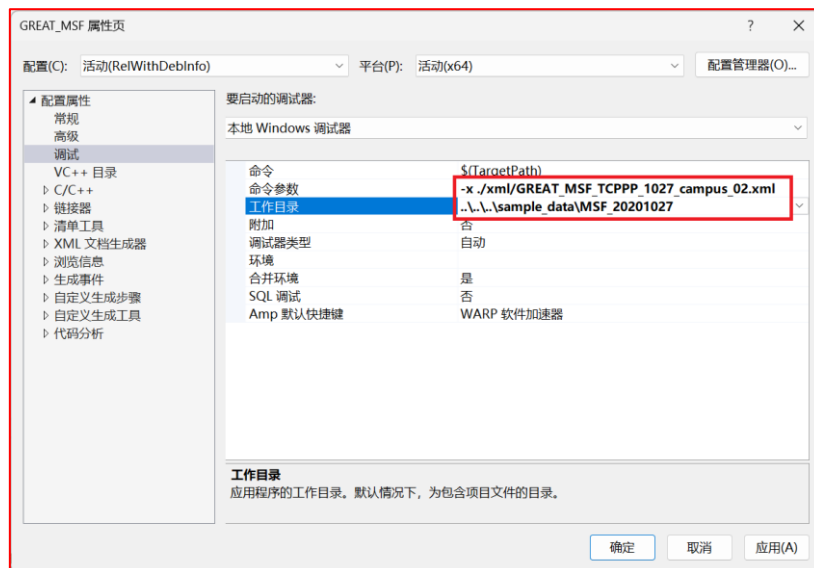 GREAT_MSF 属性页
? ×
配置(C): 活动(RelWithDebInfo) 平台(P): 活动(x64) 配置管理器(O)...
配置属性
常规
高级
调试
VC++ 目录
C/C++
链接器
清单工具
XML 文档生成器
浏览信息
生成事件
自定义生成步骤
自定义生成工具
代码分析
要启动的调试器:
本地 Windows 调试器
命令 $(TargetPath)
命令参数 -x ./xml/GREAT_MSF_TCPPP_1027_campus_02.xml
工作目录 ..\..\..\sample_data\MSF_20201027
附加 否
调试器类型 自动
环境
合并环境 是
SQL 调试 否
Amp 默认快捷键 WARP 软件加速器
工作目录
应用程序的工作目录。默认情况下，为包含项目文件的目录。
确定 取消 应用(A)